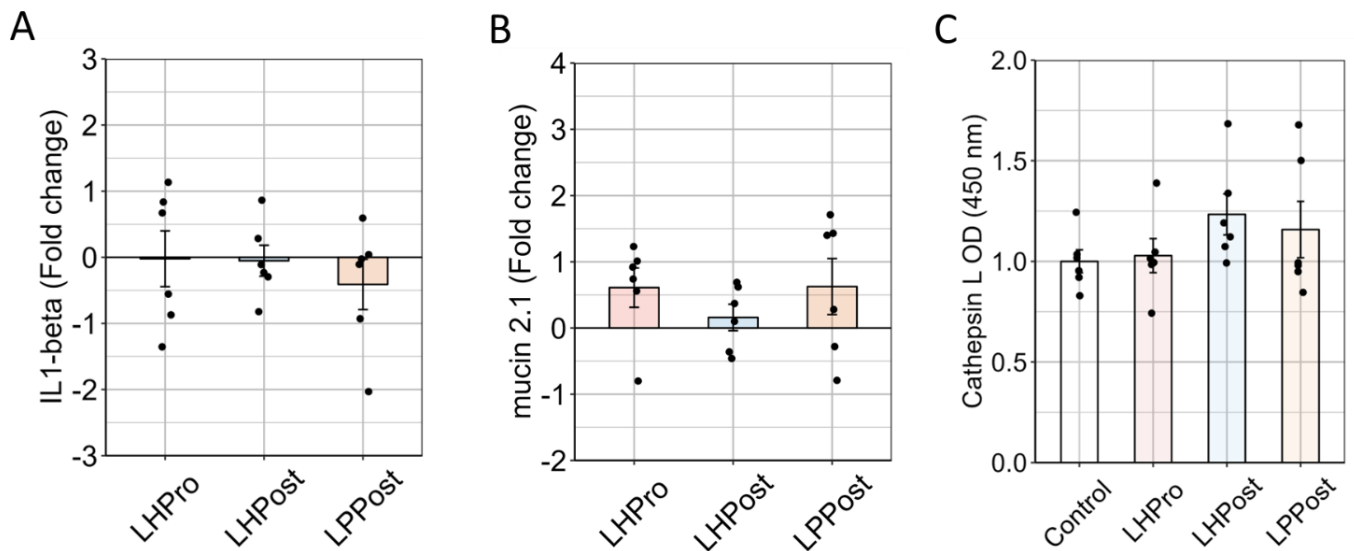 A
IL1-beta (Fold change)
3
2
1
0
-1
-2
-3
LHPro
LHPost
LPPost
B
mucin 2.1 (Fold change)
4
3
2
1
0
-1
-2
LHPro
LHPost
LPPost
C
Cathepsin L OD (450 nm)
2.0
1.5
1.0
0.5
0.0
Control
LHPro
LHPost
LPPost